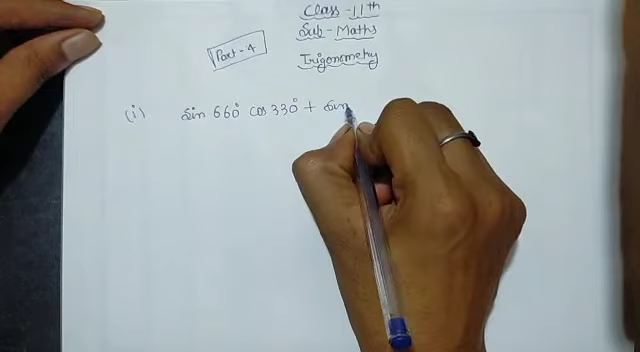 Class - 11th
Sub - Maths
Part - 4
Trigonometry
(i) sin 660° cos 330° + sin